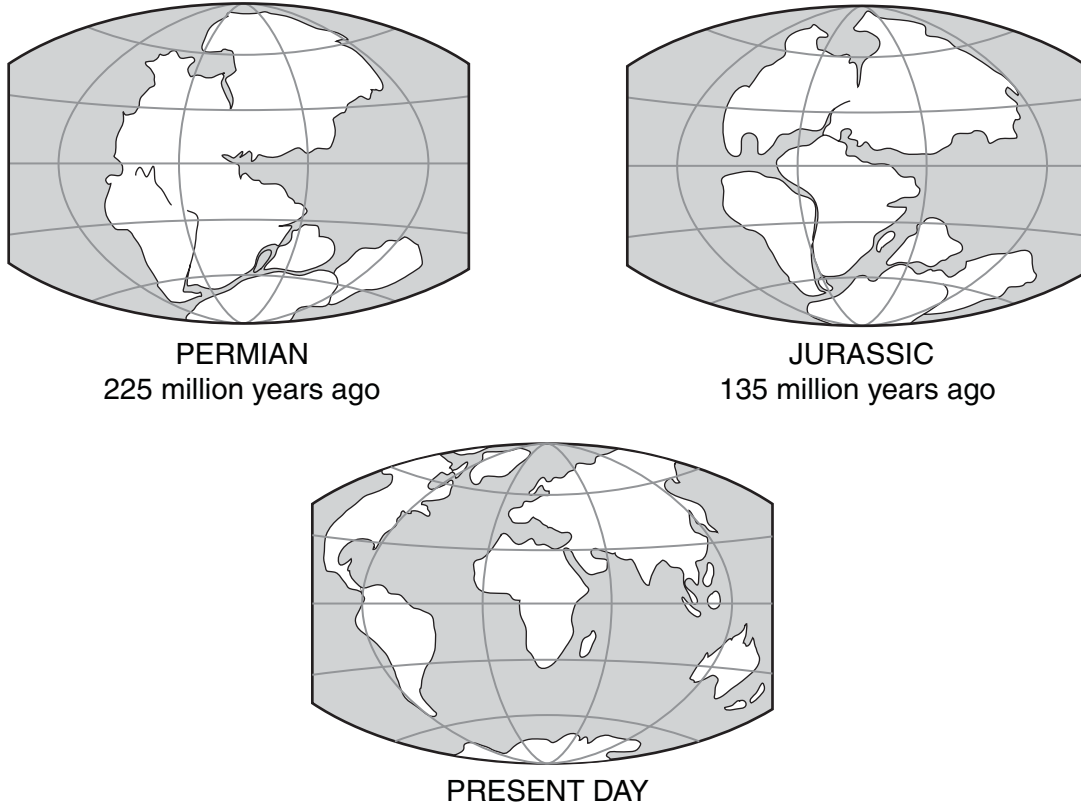 PERMIAN
225 million years ago
JURASSIC
135 million years ago
PRESENT DAY